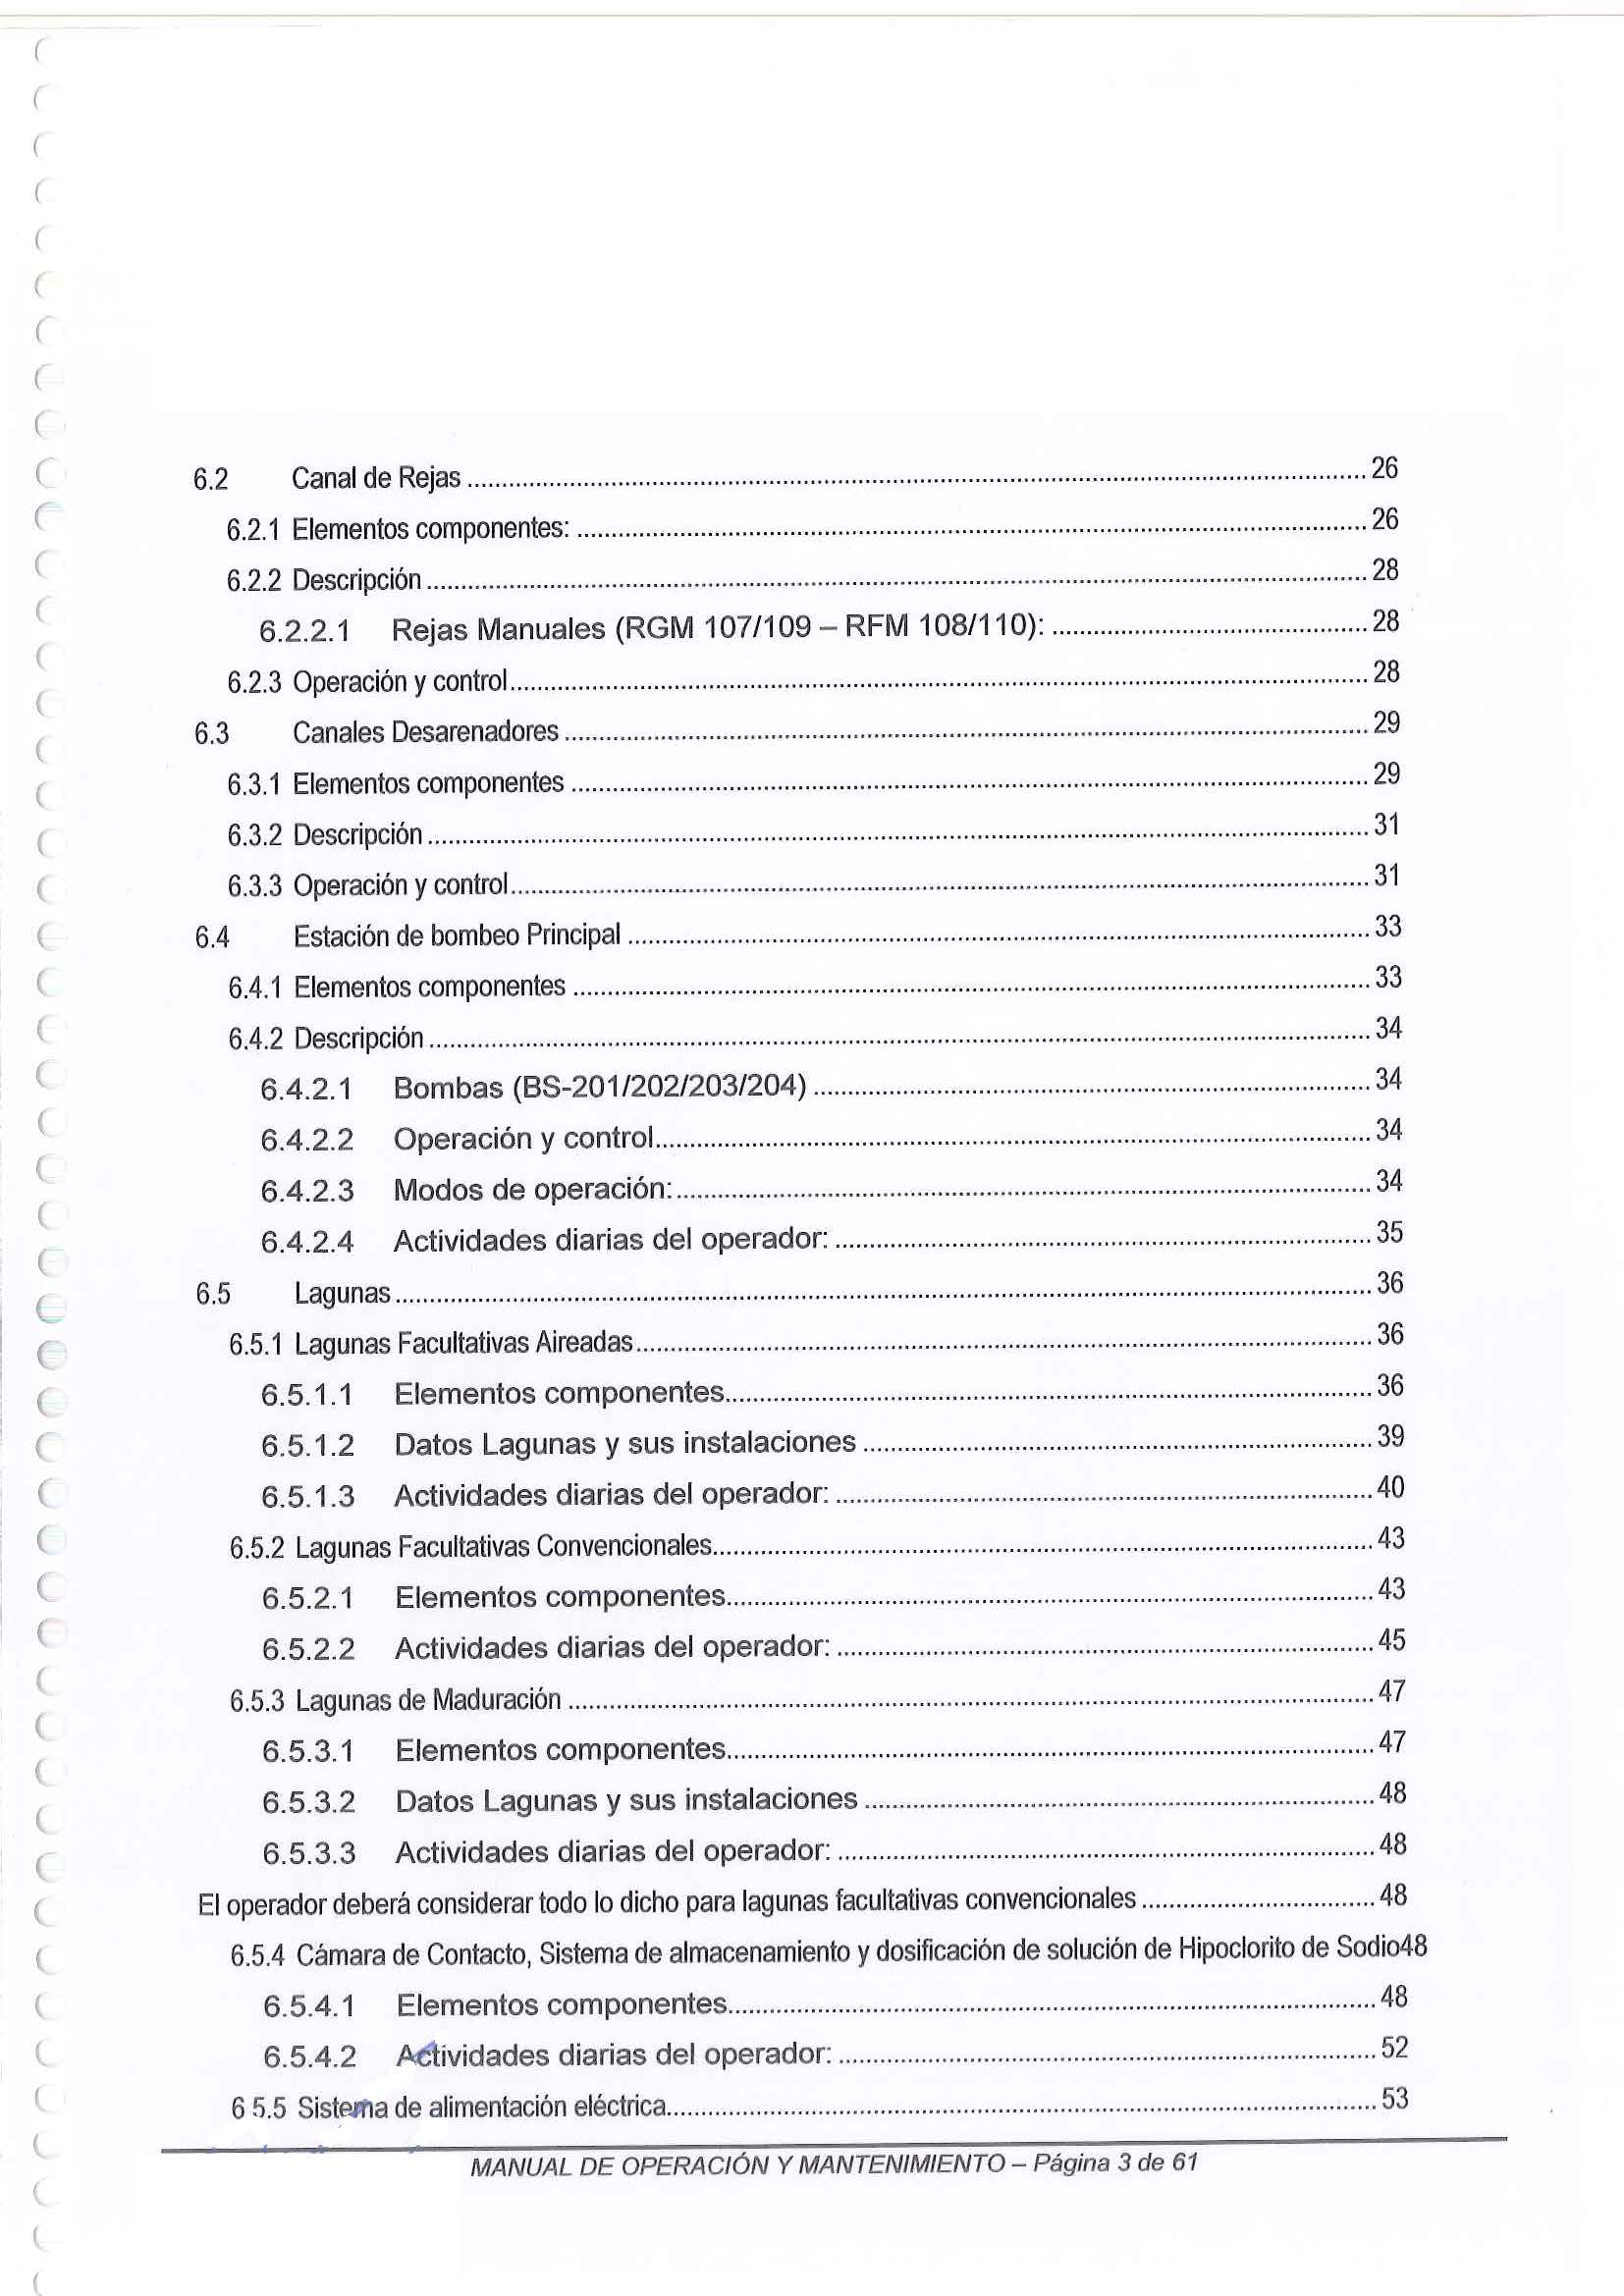 6.2 Canal de Rejas ........ 26
6.2.1 Elementos componentes: ........ 26
6.2.2 Descripción ........ 28
6.2.2.1 Rejas Manuales (RGM 107/109 – RFM 108/110): ........ 28
6.2.3 Operación y control ........ 28
6.3 Canales Desarenadores ........ 29
6.3.1 Elementos componentes ........ 29
6.3.2 Descripción ........ 31
6.3.3 Operación y control ........ 31
6.4 Estación de bombeo Principal ........ 33
6.4.1 Elementos componentes ........ 33
6.4.2 Descripción ........ 34
6.4.2.1 Bombas (BS-201/202/203/204) ........ 34
6.4.2.2 Operación y control ........ 34
6.4.2.3 Modos de operación: ........ 34
6.4.2.4 Actividades diarias del operador: ........ 35
6.5 Lagunas ........ 36
6.5.1 Lagunas Facultativas Aireadas ........ 36
6.5.1.1 Elementos componentes ........ 36
6.5.1.2 Datos Lagunas y sus instalaciones ........ 39
6.5.1.3 Actividades diarias del operador: ........ 40
6.5.2 Lagunas Facultativas Convencionales ........ 43
6.5.2.1 Elementos componentes ........ 43
6.5.2.2 Actividades diarias del operador: ........ 45
6.5.3 Lagunas de Maduración ........ 47
6.5.3.1 Elementos componentes ........ 47
6.5.3.2 Datos Lagunas y sus instalaciones ........ 48
6.5.3.3 Actividades diarias del operador: ........ 48
El operador deberá considerar todo lo dicho para lagunas facultativas convencionales ........ 48
6.5.4 Cámara de Contacto, Sistema de almacenamiento y dosificación de solución de Hipoclorito de Sodio48
6.5.4.1 Elementos componentes ........ 48
6.5.4.2 Actividades diarias del operador: ........ 52
6 5.5 Sistema de alimentación eléctrica ........ 53
MANUAL DE OPERACIÓN Y MANTENIMIENTO – Página 3 de 61